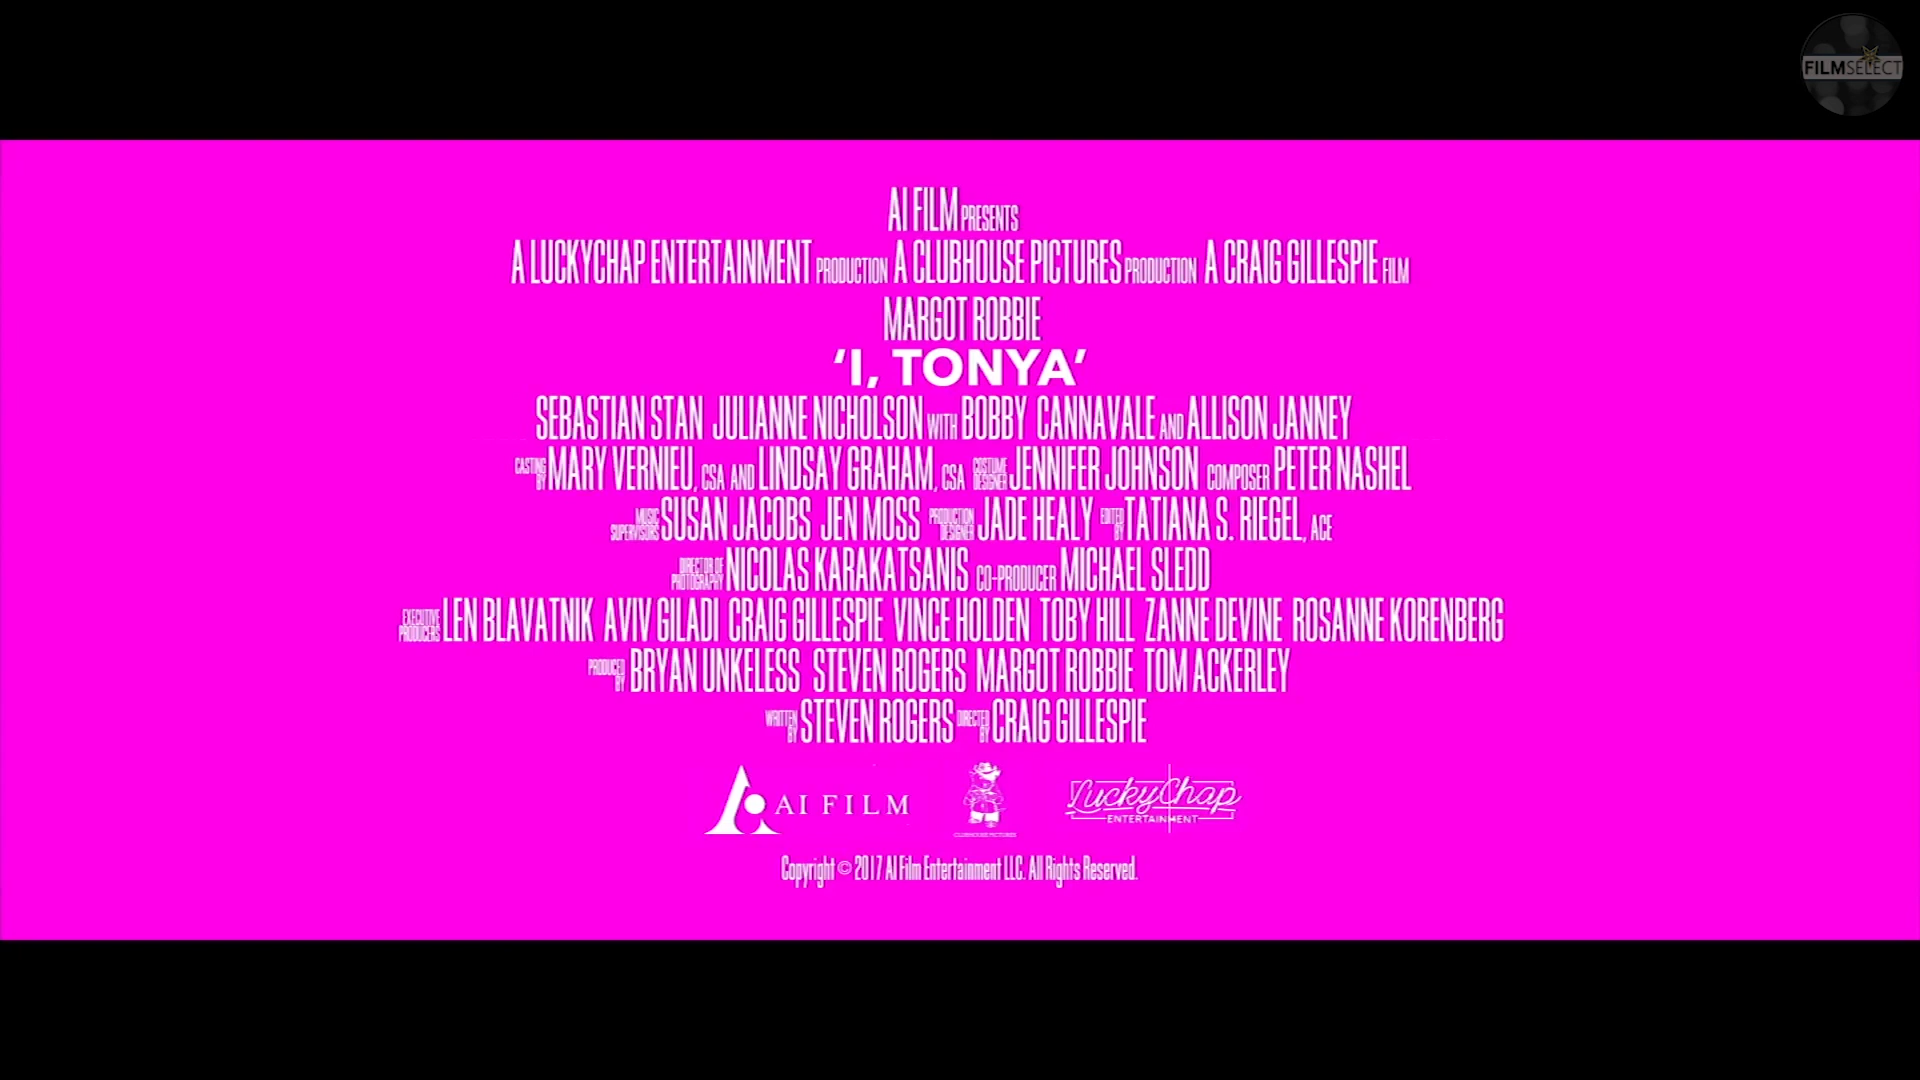 FILMSELECT
AI FILM PRESENTS
A LUCKYCHAP ENTERTAINMENT PRODUCTION A CLUBHOUSE PICTURES PRODUCTION A CRAIG GILLESPIE FILM
MARGOT ROBBIE
‘I, TONYA’
SEBASTIAN STAN JULIANNE NICHOLSON WITH BOBBY CANNAVALE AND ALLISON JANNEY
CASTING BY MARY VERNIEU, CSA AND LINDSAY GRAHAM, CSA COSTUME DESIGNER JENNIFER JOHNSON COMPOSER PETER NASHEL
MUSIC SUPERVISORS SUSAN JACOBS JEN MOSS PRODUCTION DESIGNER JADE HEALY EDITED BY TATIANA S. RIEGEL, ACE
DIRECTOR OF PHOTOGRAPHY NICOLAS KARAKATSANIS CO-PRODUCER MICHAEL SLEDD
EXECUTIVE PRODUCERS LEN BLAVATNIK AVIV GILADI CRAIG GILLESPIE VINCE HOLDEN TOBY HILL ZANNE DEVINE ROSANNE KORENBERG
PRODUCED BY BRYAN UNKELESS STEVEN ROGERS MARGOT ROBBIE TOM ACKERLEY
WRITTEN BY STEVEN ROGERS DIRECTED BY CRAIG GILLESPIE
AI FILM
CLUBHOUSE PICTURES
LuckyChap
ENTERTAINMENT
Copyright © 2017 AI Film Entertainment LLC. All Rights Reserved.